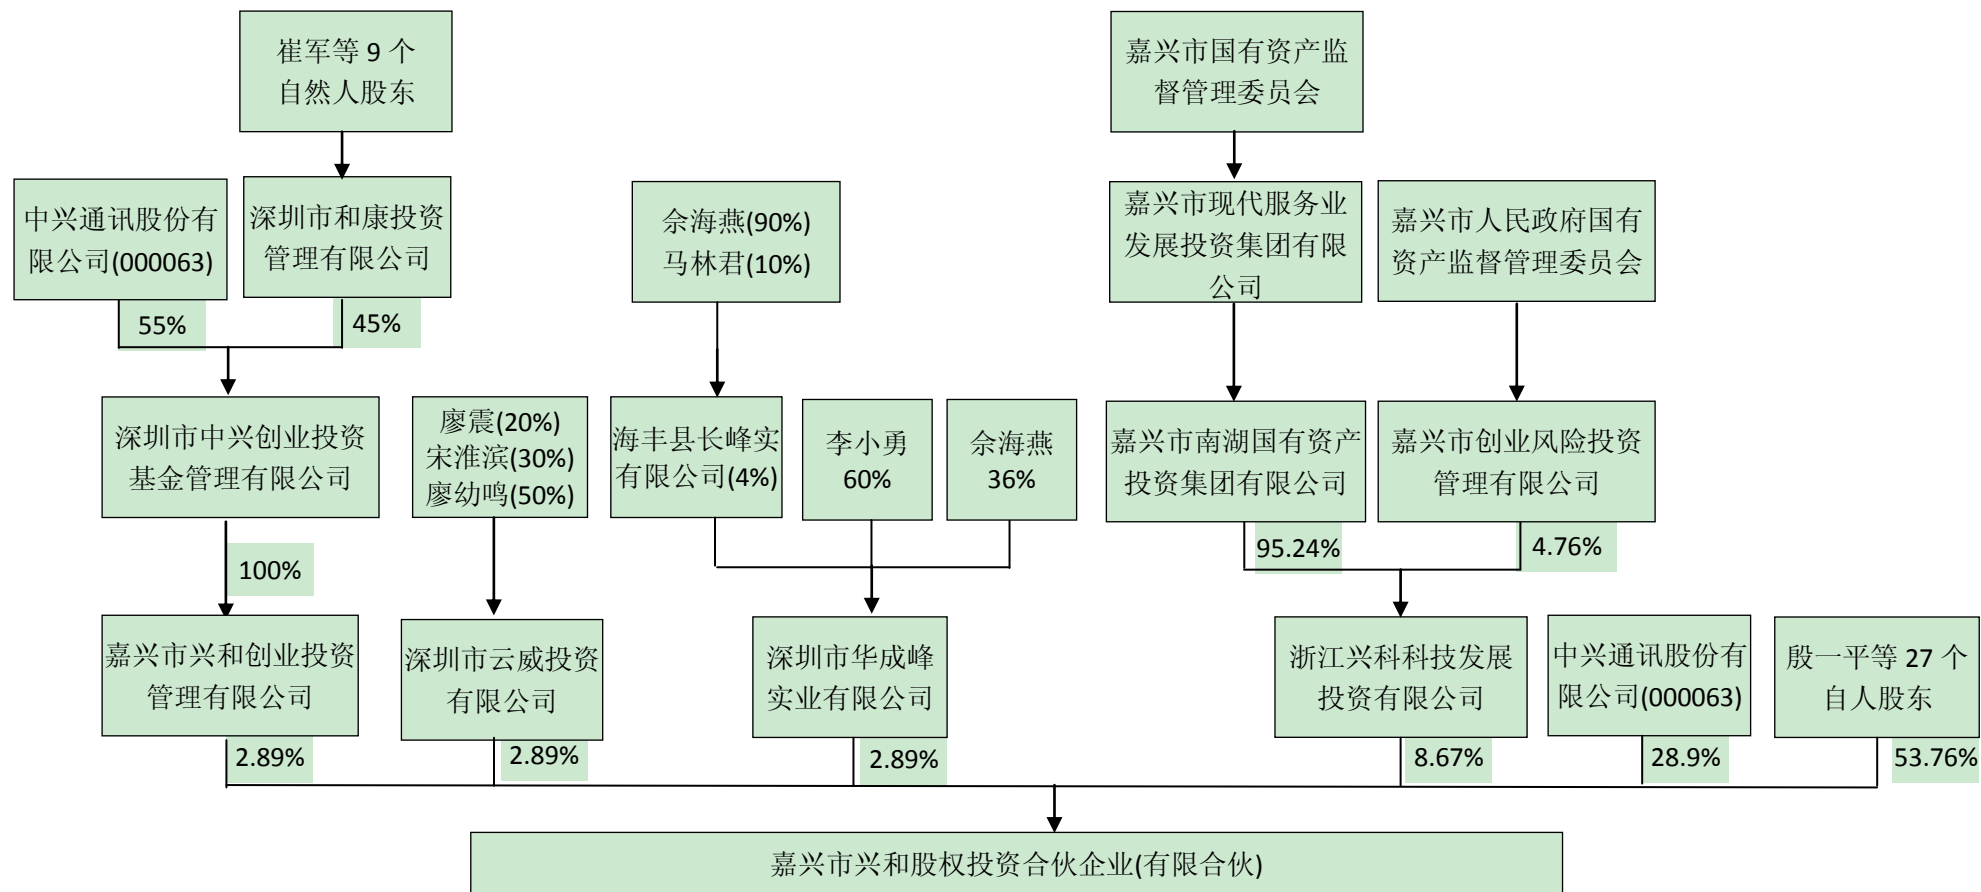 崔军等 9 个
自然人股东
嘉兴市国有资产监
督管理委员会
中兴通讯股份有
限公司(000063)
深圳市和康投资
管理有限公司
佘海燕(90%)
马林君(10%)
嘉兴市现代服务业
发展投资集团有限
公司
嘉兴市人民政府国有
资产监督管理委员会
55%
45%
深圳市中兴创业投资
基金管理有限公司
廖震(20%)
宋淮滨(30%)
廖幼鸣(50%)
海丰县长峰实
有限公司(4%)
李小勇
60%
佘海燕
36%
嘉兴市南湖国有资产
投资集团有限公司
嘉兴市创业风险投资
管理有限公司
100%
95.24%
4.76%
嘉兴市兴和创业投资
管理有限公司
深圳市云威投资
有限公司
深圳市华成峰
实业有限公司
浙江兴科科技发展
投资有限公司
中兴通讯股份有
限公司(000063)
殷一平等 27 个
自人股东
2.89%
2.89%
2.89%
8.67%
28.9%
53.76%
嘉兴市兴和股权投资合伙企业(有限合伙)